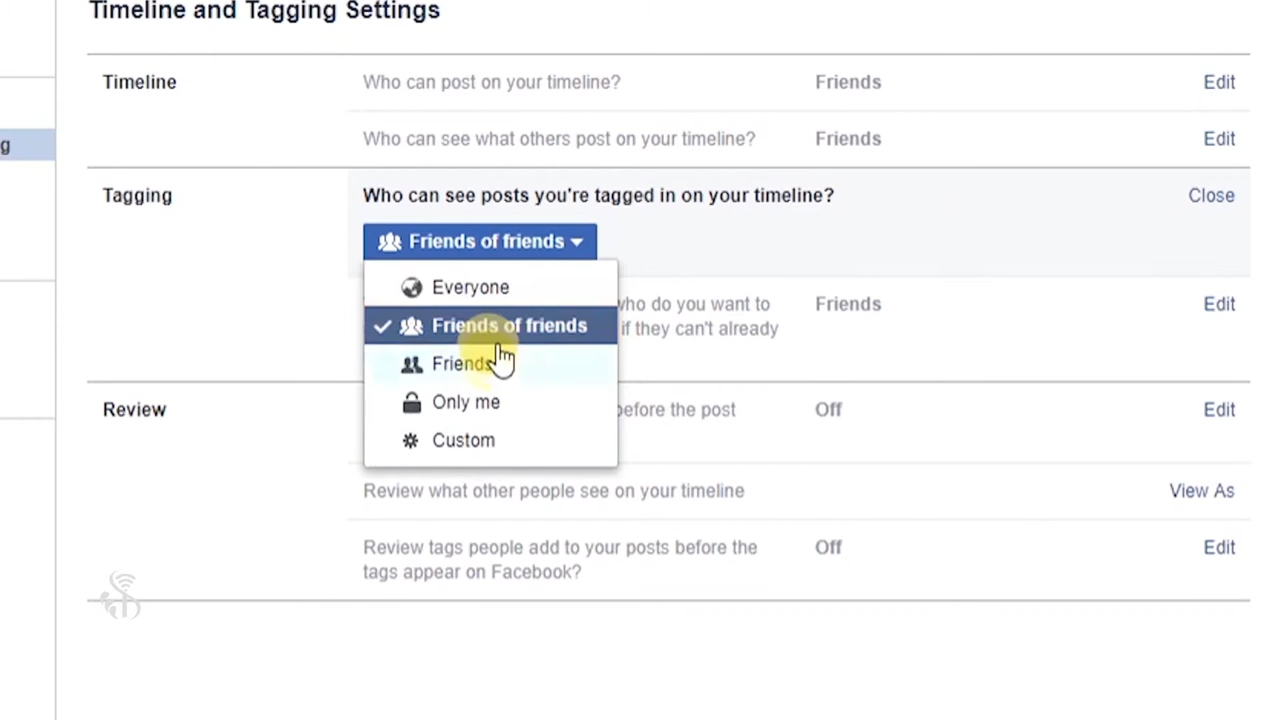 Timeline and Tagging Settings
Timeline
Who can post on your timeline?
Friends
Edit
Who can see what others post on your timeline?
Friends
Edit
g
Tagging
Who can see posts you're tagged in on your timeline?
Close
Friends of friends
Everyone
Friends of friends
Friends
Only me
Custom
who do you want to
if they can't already
Friends
Edit
Review
before the post
Off
Edit
Review what other people see on your timeline
View As
Review tags people add to your posts before the
tags appear on Facebook?
Off
Edit